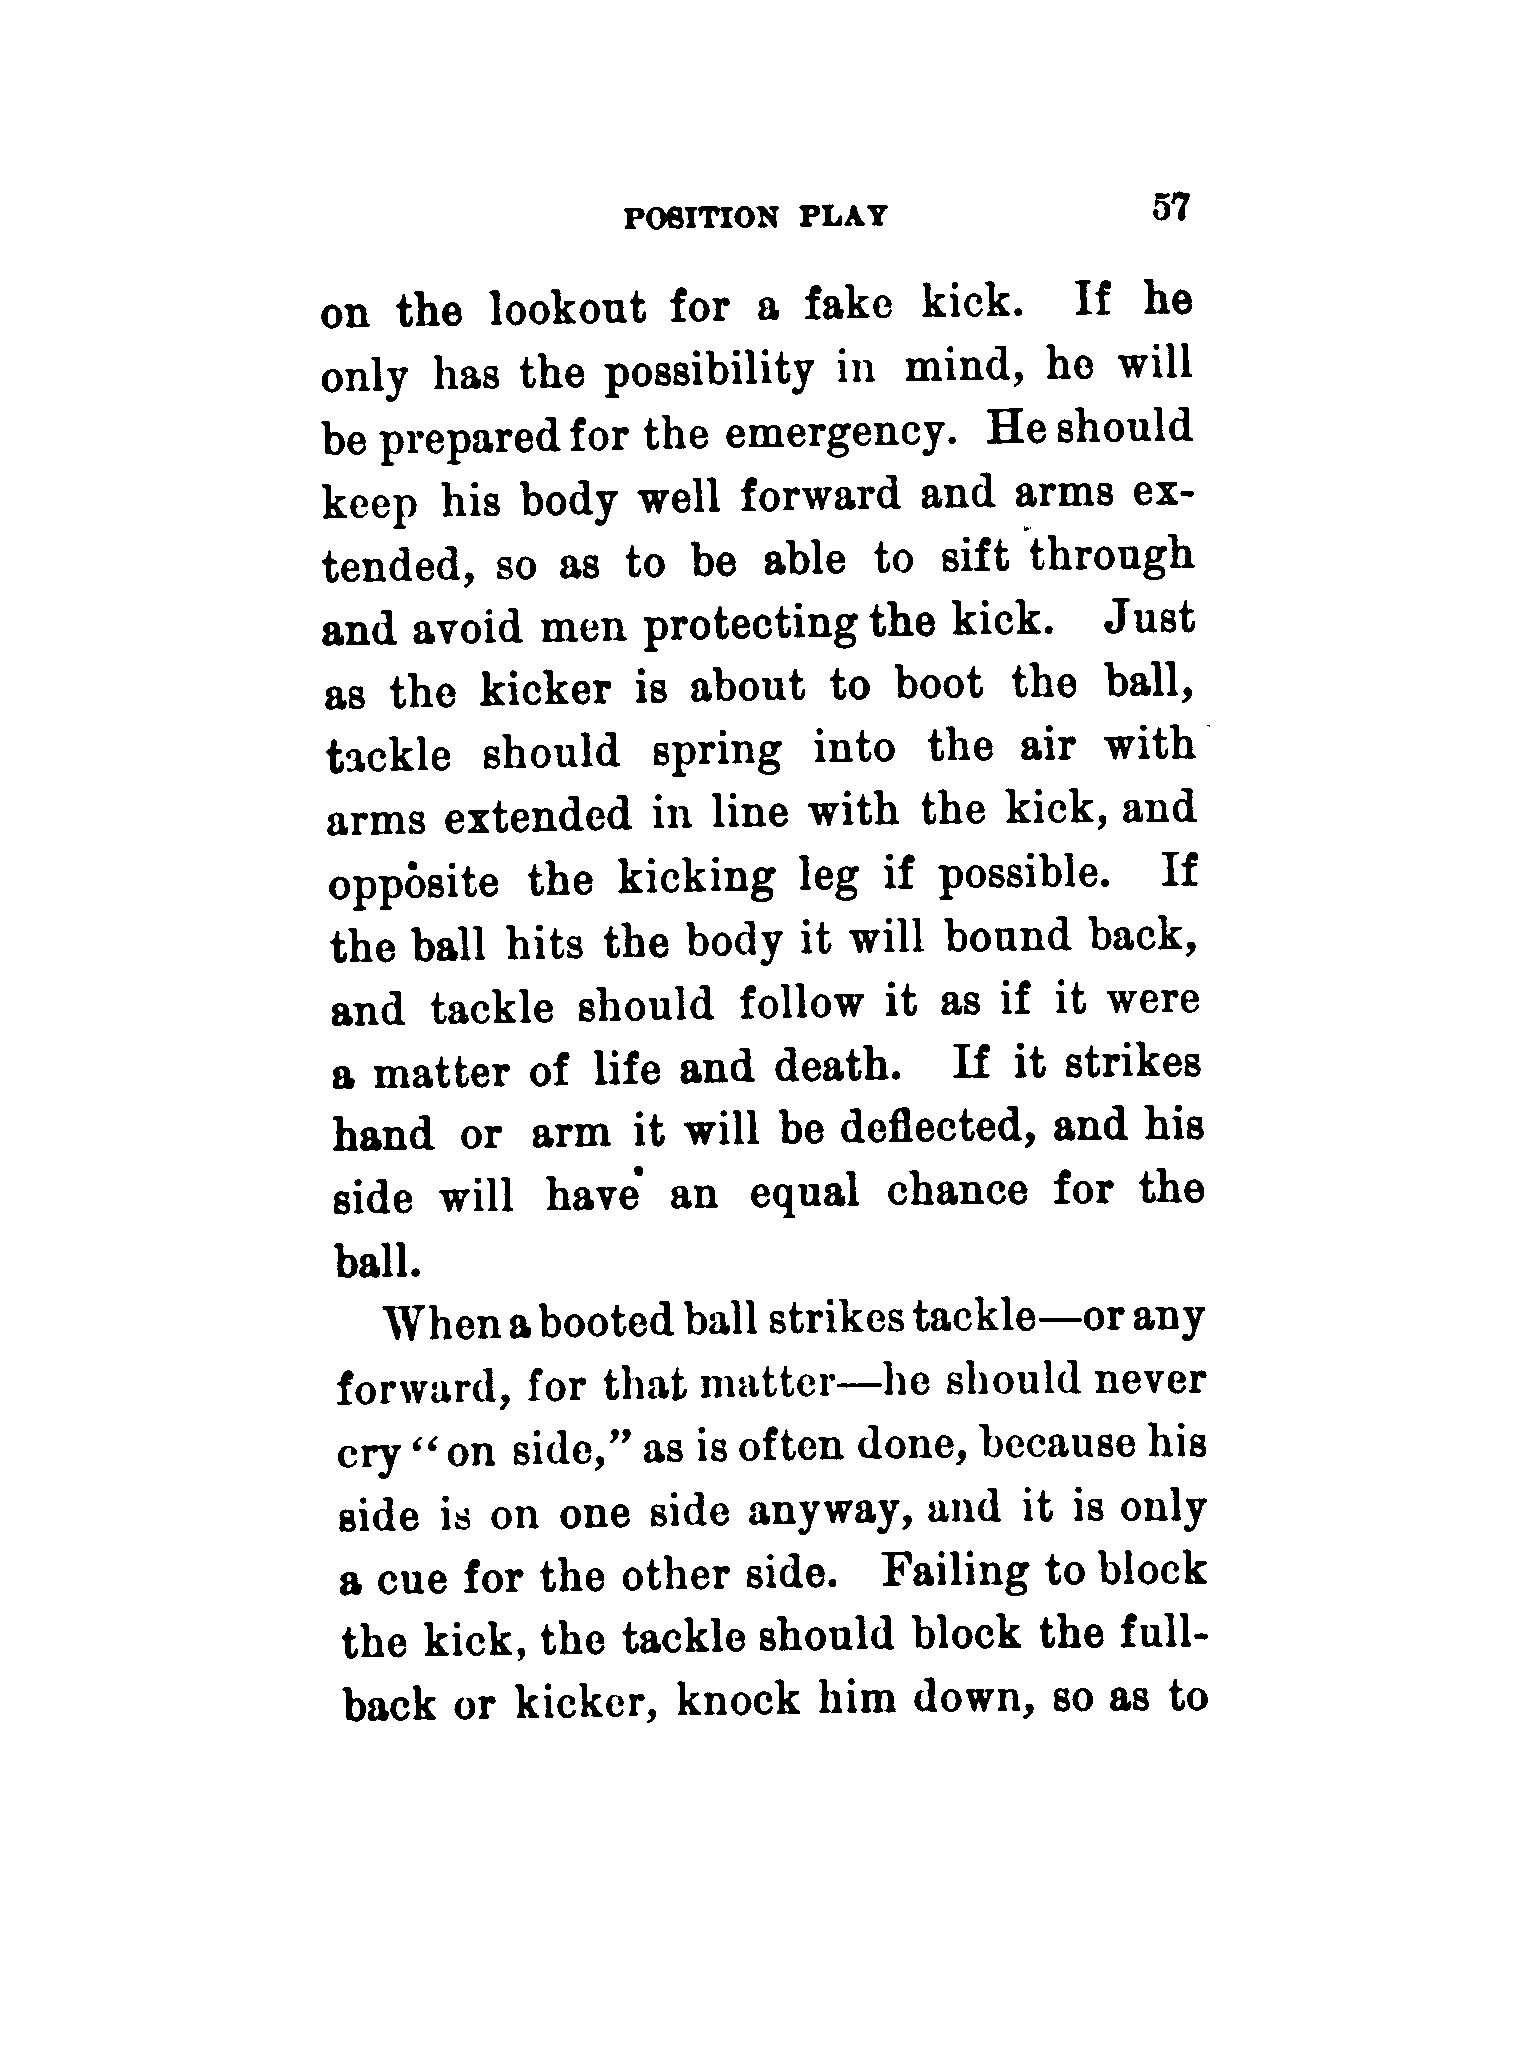 POSITION PLAY 57
on the lookout for a fake kick. If he
only has the possibility in mind, he will
be prepared for the emergency. He should
keep his body well forward and arms ex-
tended, so as to be able to sift through
and avoid men protecting the kick. Just
as the kicker is about to boot the ball,
tackle should spring into the air with
arms extended in line with the kick, and
opposite the kicking leg if possible. If
the ball hits the body it will bound back,
and tackle should follow it as if it were
a matter of life and death. If it strikes
hand or arm it will be deflected, and his
side will have an equal chance for the
ball.
When a booted ball strikes tackle—or any
forward, for that matter—he should never
cry "on side," as is often done, because his
side is on one side anyway, and it is only
a cue for the other side. Failing to block
the kick, the tackle should block the full-
back or kicker, knock him down, so as to